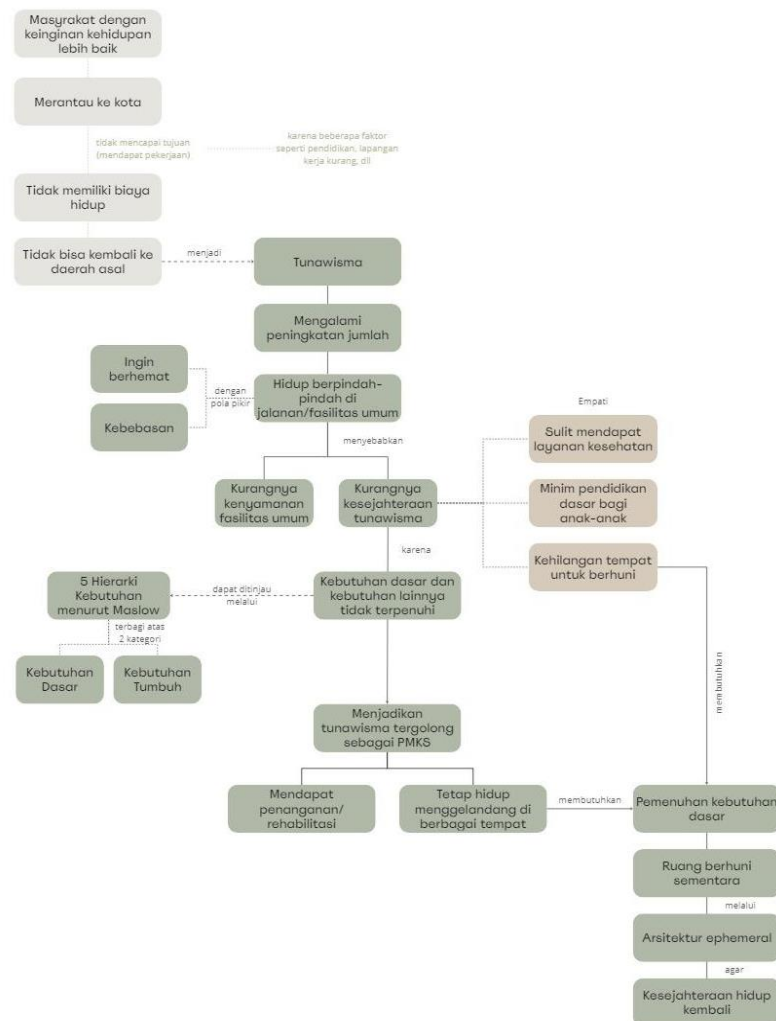 Masyrakat dengan
keinginan kehidupan
lebih baik
Merantau ke kota
tidak mencapai tujuan
(mendapat pekerjaan)
karena beberapa faktor
seperti pendidikan, lapangan
kerja kurang, dll
Tidak memiliki biaya
hidup
Tidak bisa kembali ke
daerah asal
menjadi
Tunawisma
Mengalami
peningkatan jumlah
Ingin
berhemat
Kebebasan
dengan
pola pikir
Hidup berpindah-
pindah di
jalanan/fasilitas umum
menyebabkan
Empati
Sulit mendapat
layanan kesehatan
Kurangnya
kenyamanan
fasilitas umum
Kurangnya
kesejahteraan
tunawisma
Minim pendidikan
dasar bagi
anak-anak
karena
Kehilangan tempat
untuk berhuni
5 Hierarki
Kebutuhan
menurut Maslow
dapat ditinjau
melalui
Kebutuhan dasar dan
kebutuhan lainnya
tidak terpenuhi
terbagi atas
2 kategori
Kebutuhan
Dasar
Kebutuhan
Tumbuh
membutuhkan
Menjadikan
tunawisma tergolong
sebagai PMKS
Mendapat
penanganan/
rehabilitasi
Tetap hidup
menggelandang di
berbagai tempat
membutuhkan
Pemenuhan kebutuhan
dasar
Ruang berhuni
sementara
melalui
Arsitektur ephemeral
agar
Kesejahteraan hidup
kembali